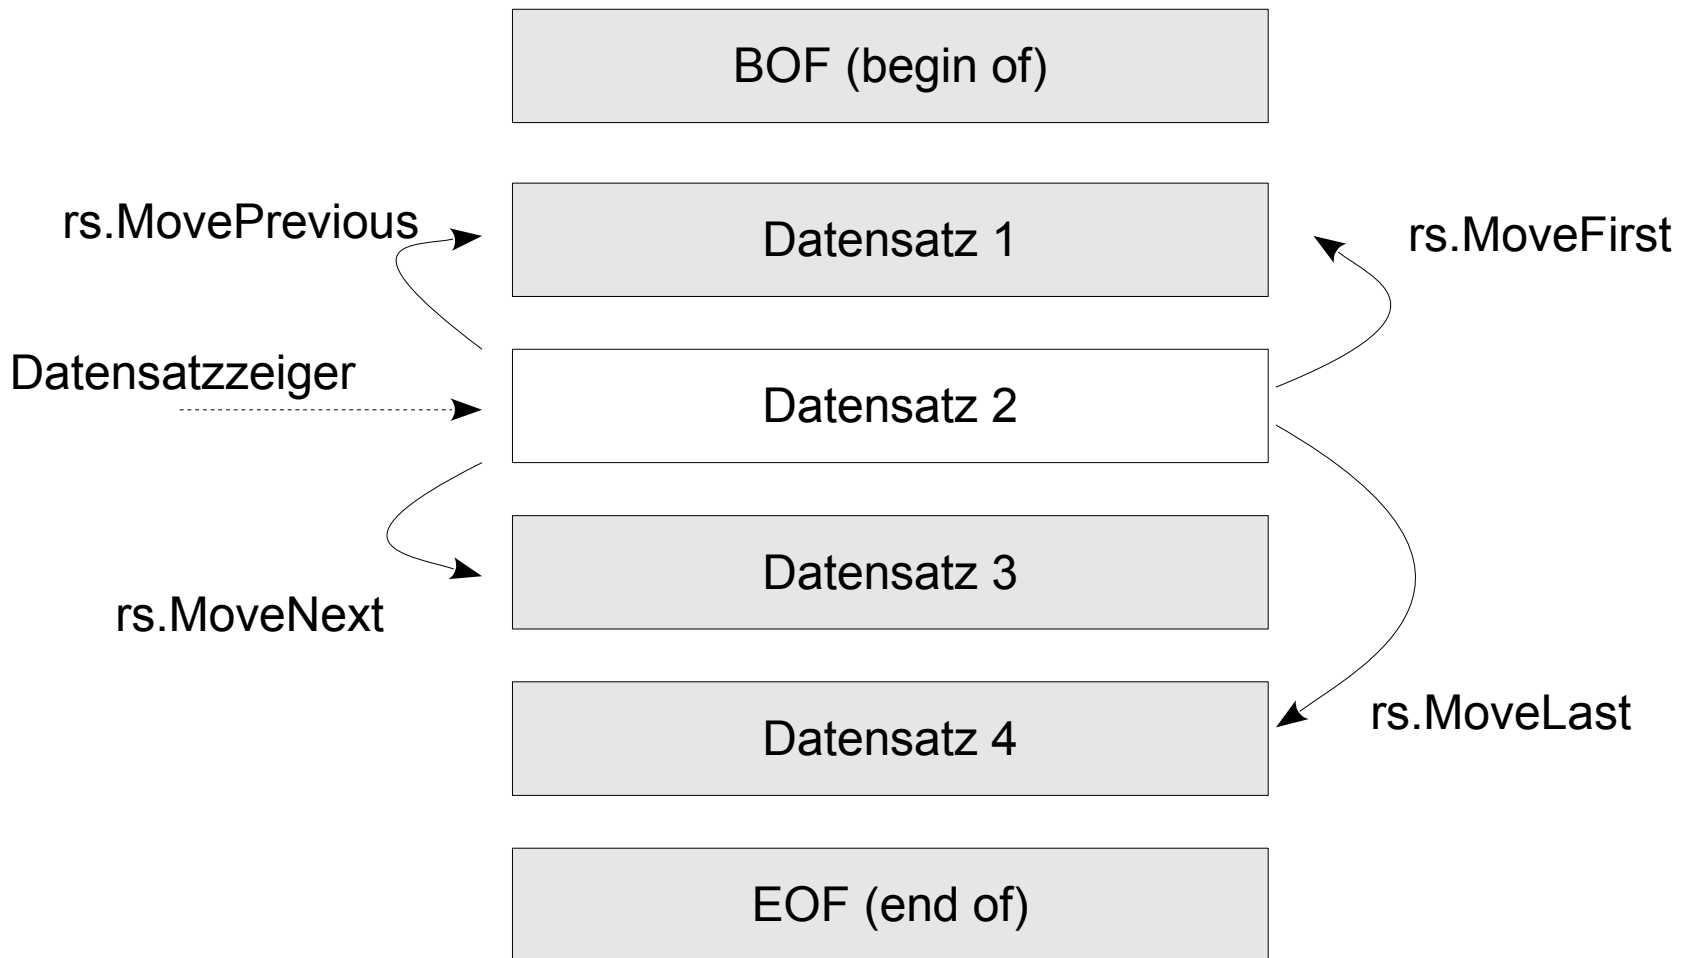 BOF (begin of)
rs.MovePrevious
Datensatz 1
rs.MoveFirst
Datensatzzeiger
Datensatz 2
Datensatz 3
rs.MoveNext
Datensatz 4
rs.MoveLast
EOF (end of)